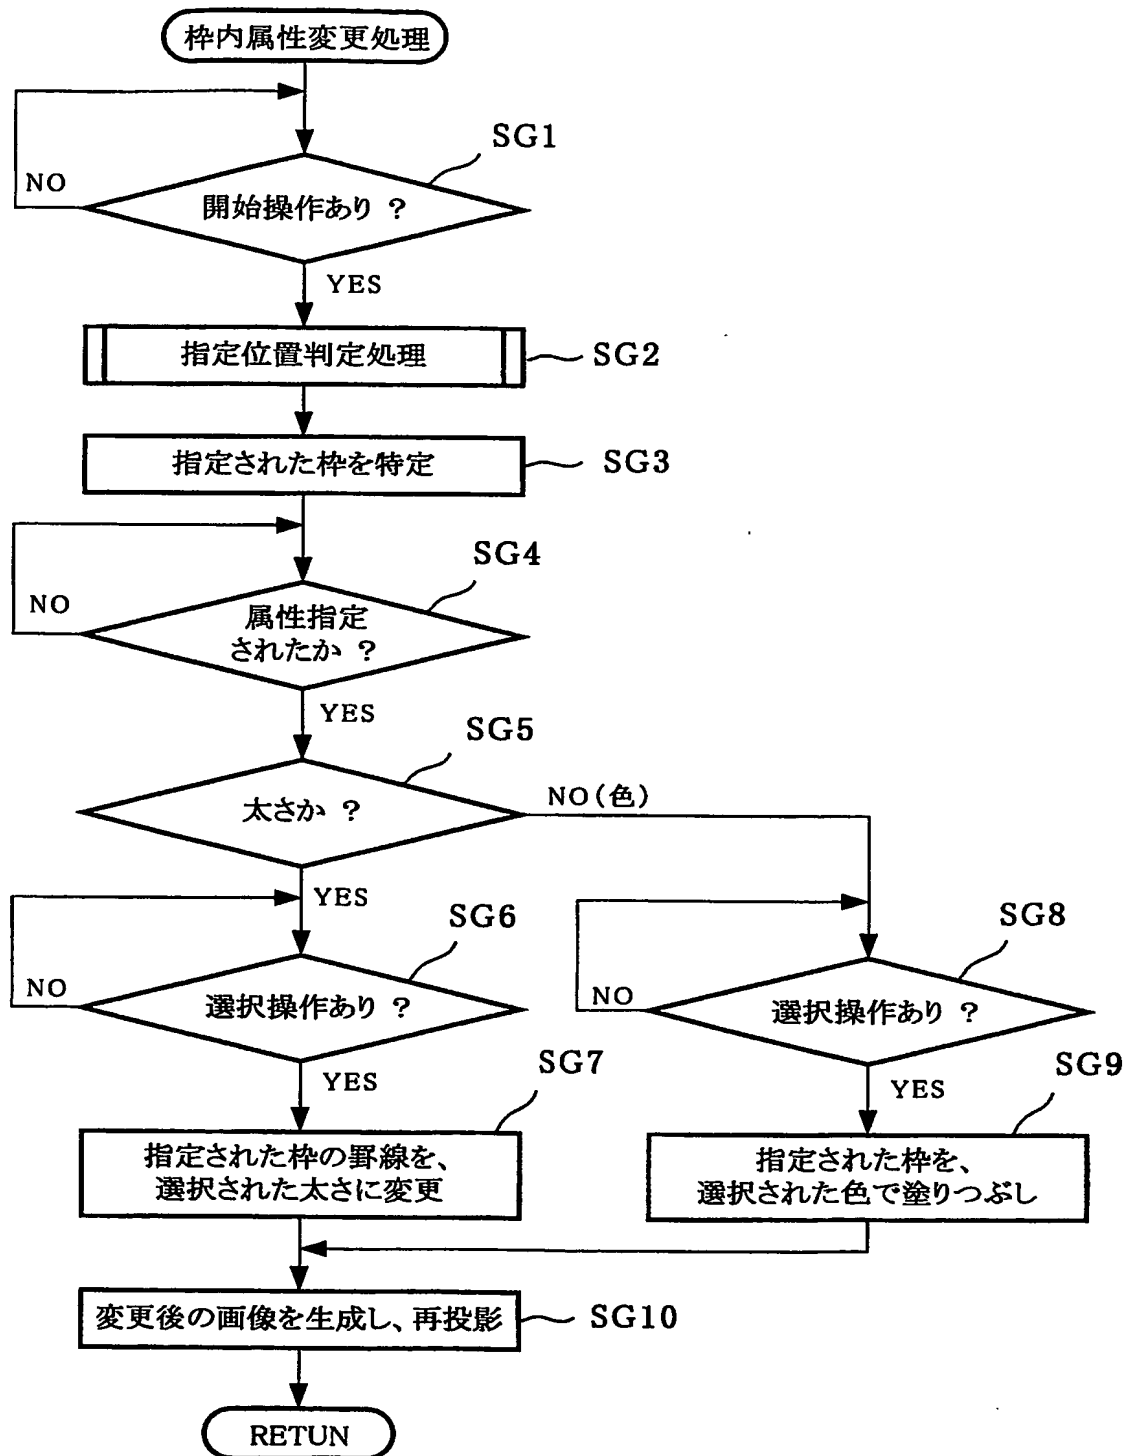 枠内属性変更処理
SG1
NO
開始操作あり ?
YES
指定位置判定処理
SG2
指定された枠を特定
SG3
SG4
NO
属性指定
されたか ?
YES
SG5
太さか ?
NO(色)
YES
SG6
SG8
NO
選択操作あり ?
NO
選択操作あり ?
YES
SG7
YES
SG9
指定された枠の罫線を、
選択された太さに変更
指定された枠を、
選択された色で塗りつぶし
変更後の画像を生成し、再投影
SG10
RETUN